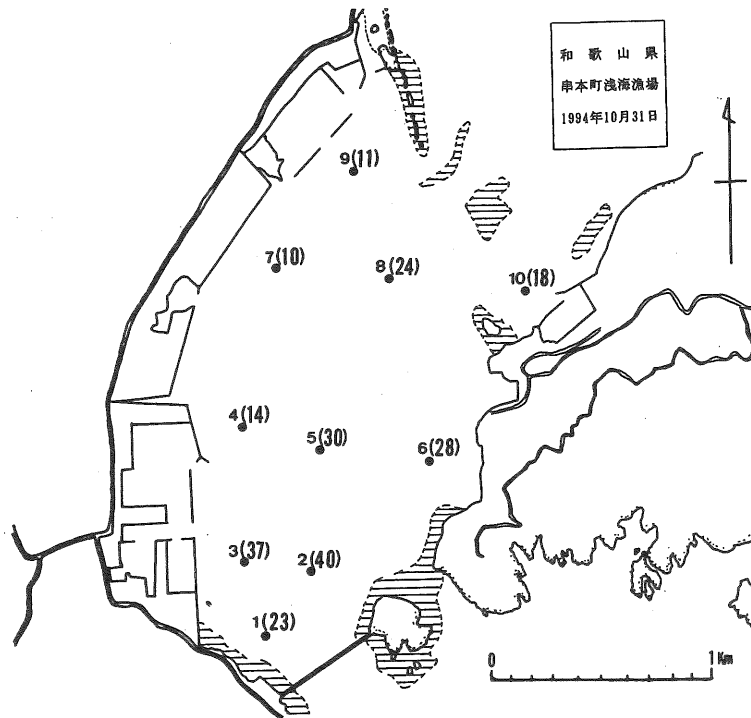 和歌山県
串本町浅海漁場
1994年10月31日
9(11)
7(10)
8(24)
10(18)
4(14)
5(30)
6(28)
3(37)
2(40)
1(23)
0 1Km